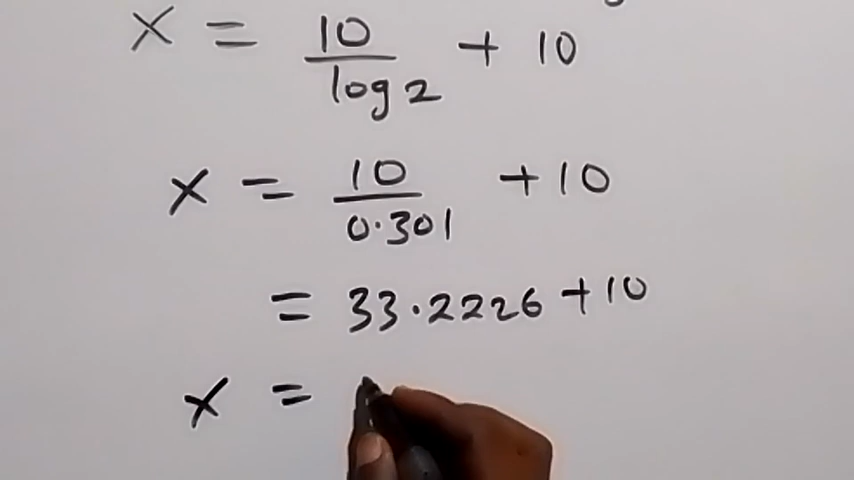 x = 10/log 2 + 10
x = 10/0.301 + 10
= 33.2226 + 10
x =